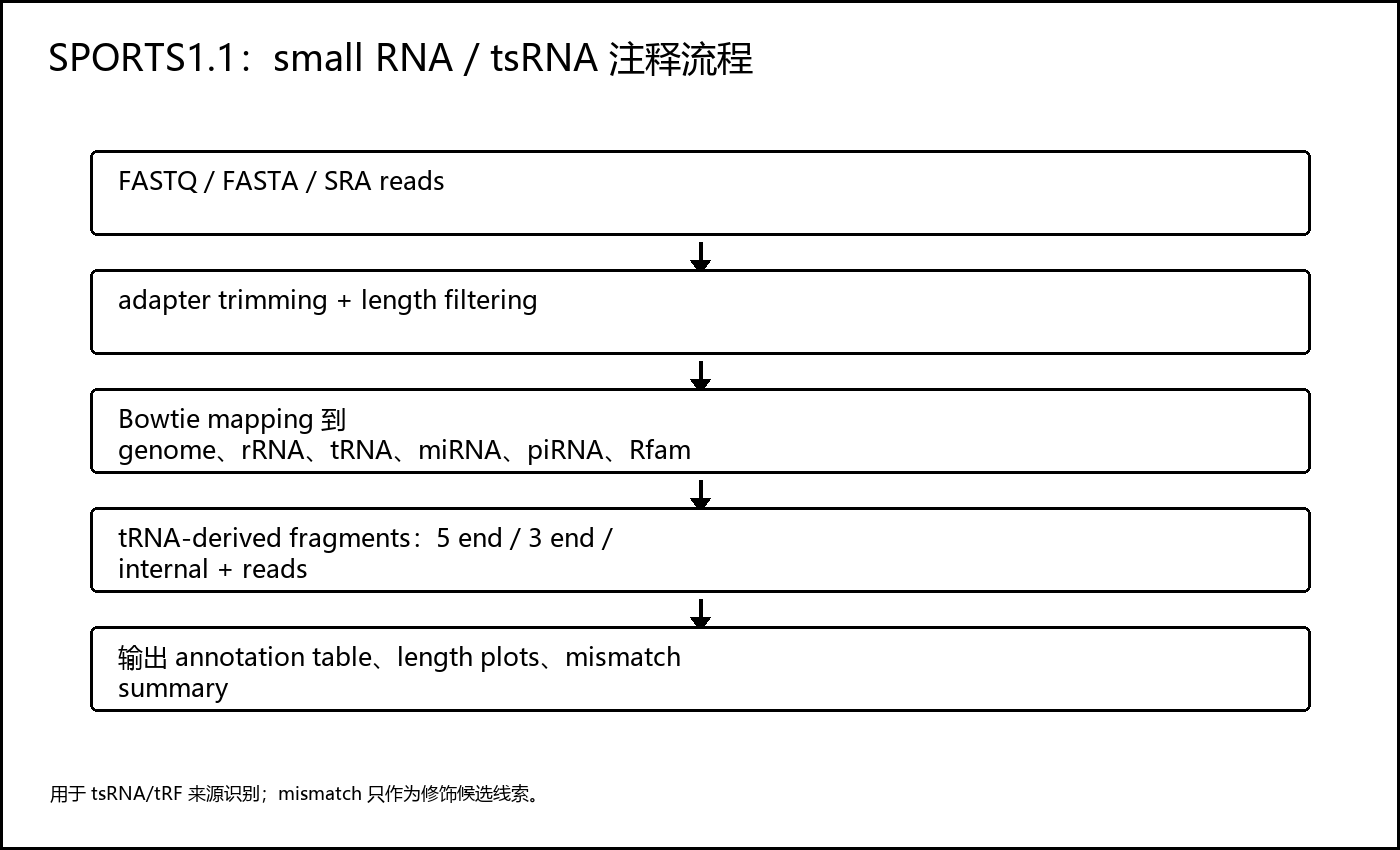 SPORTS1.1：small RNA / tsRNA 注释流程
FASTQ / FASTA / SRA reads
adapter trimming + length filtering
Bowtie mapping 到
genome、rRNA、tRNA、miRNA、piRNA、Rfam
tRNA-derived fragments：5 end / 3 end /
internal + reads
输出 annotation table、length plots、mismatch
summary
用于 tsRNA/tRF 来源识别；mismatch 只作为修饰候选线索。